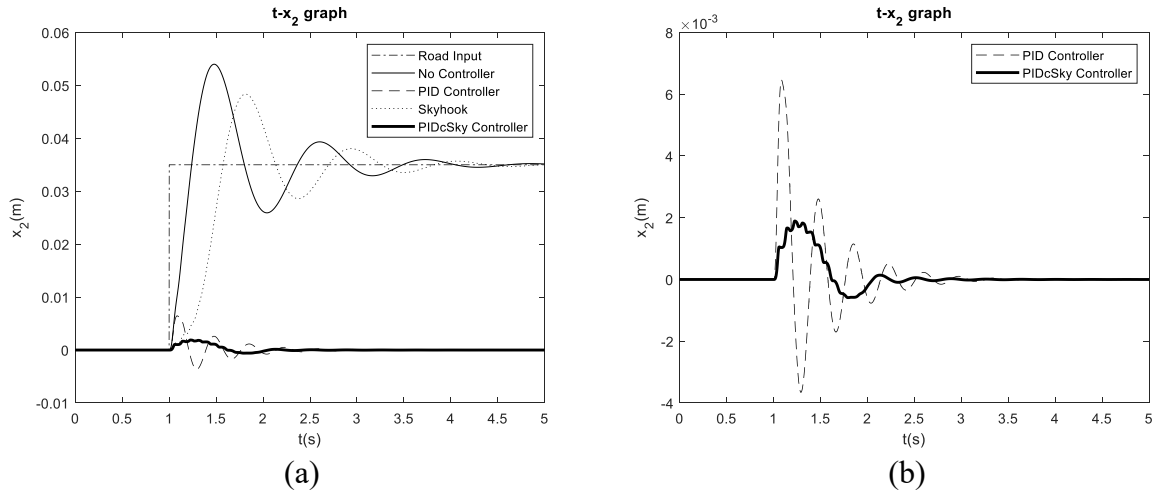 t-x₂ graph
0.06
0.05
0.04
0.03
0.02
0.01
0
-0.01
x₂(m)
Road Input
No Controller
PID Controller
Skyhook
PIDcSky Controller
0 0.5 1 1.5 2 2.5 3 3.5 4 4.5 5
t(s)
(a)
t-x₂ graph
×10⁻³
8
6
4
2
0
-2
-4
x₂(m)
PID Controller
PIDcSky Controller
0 0.5 1 1.5 2 2.5 3 3.5 4 4.5 5
t(s)
(b)